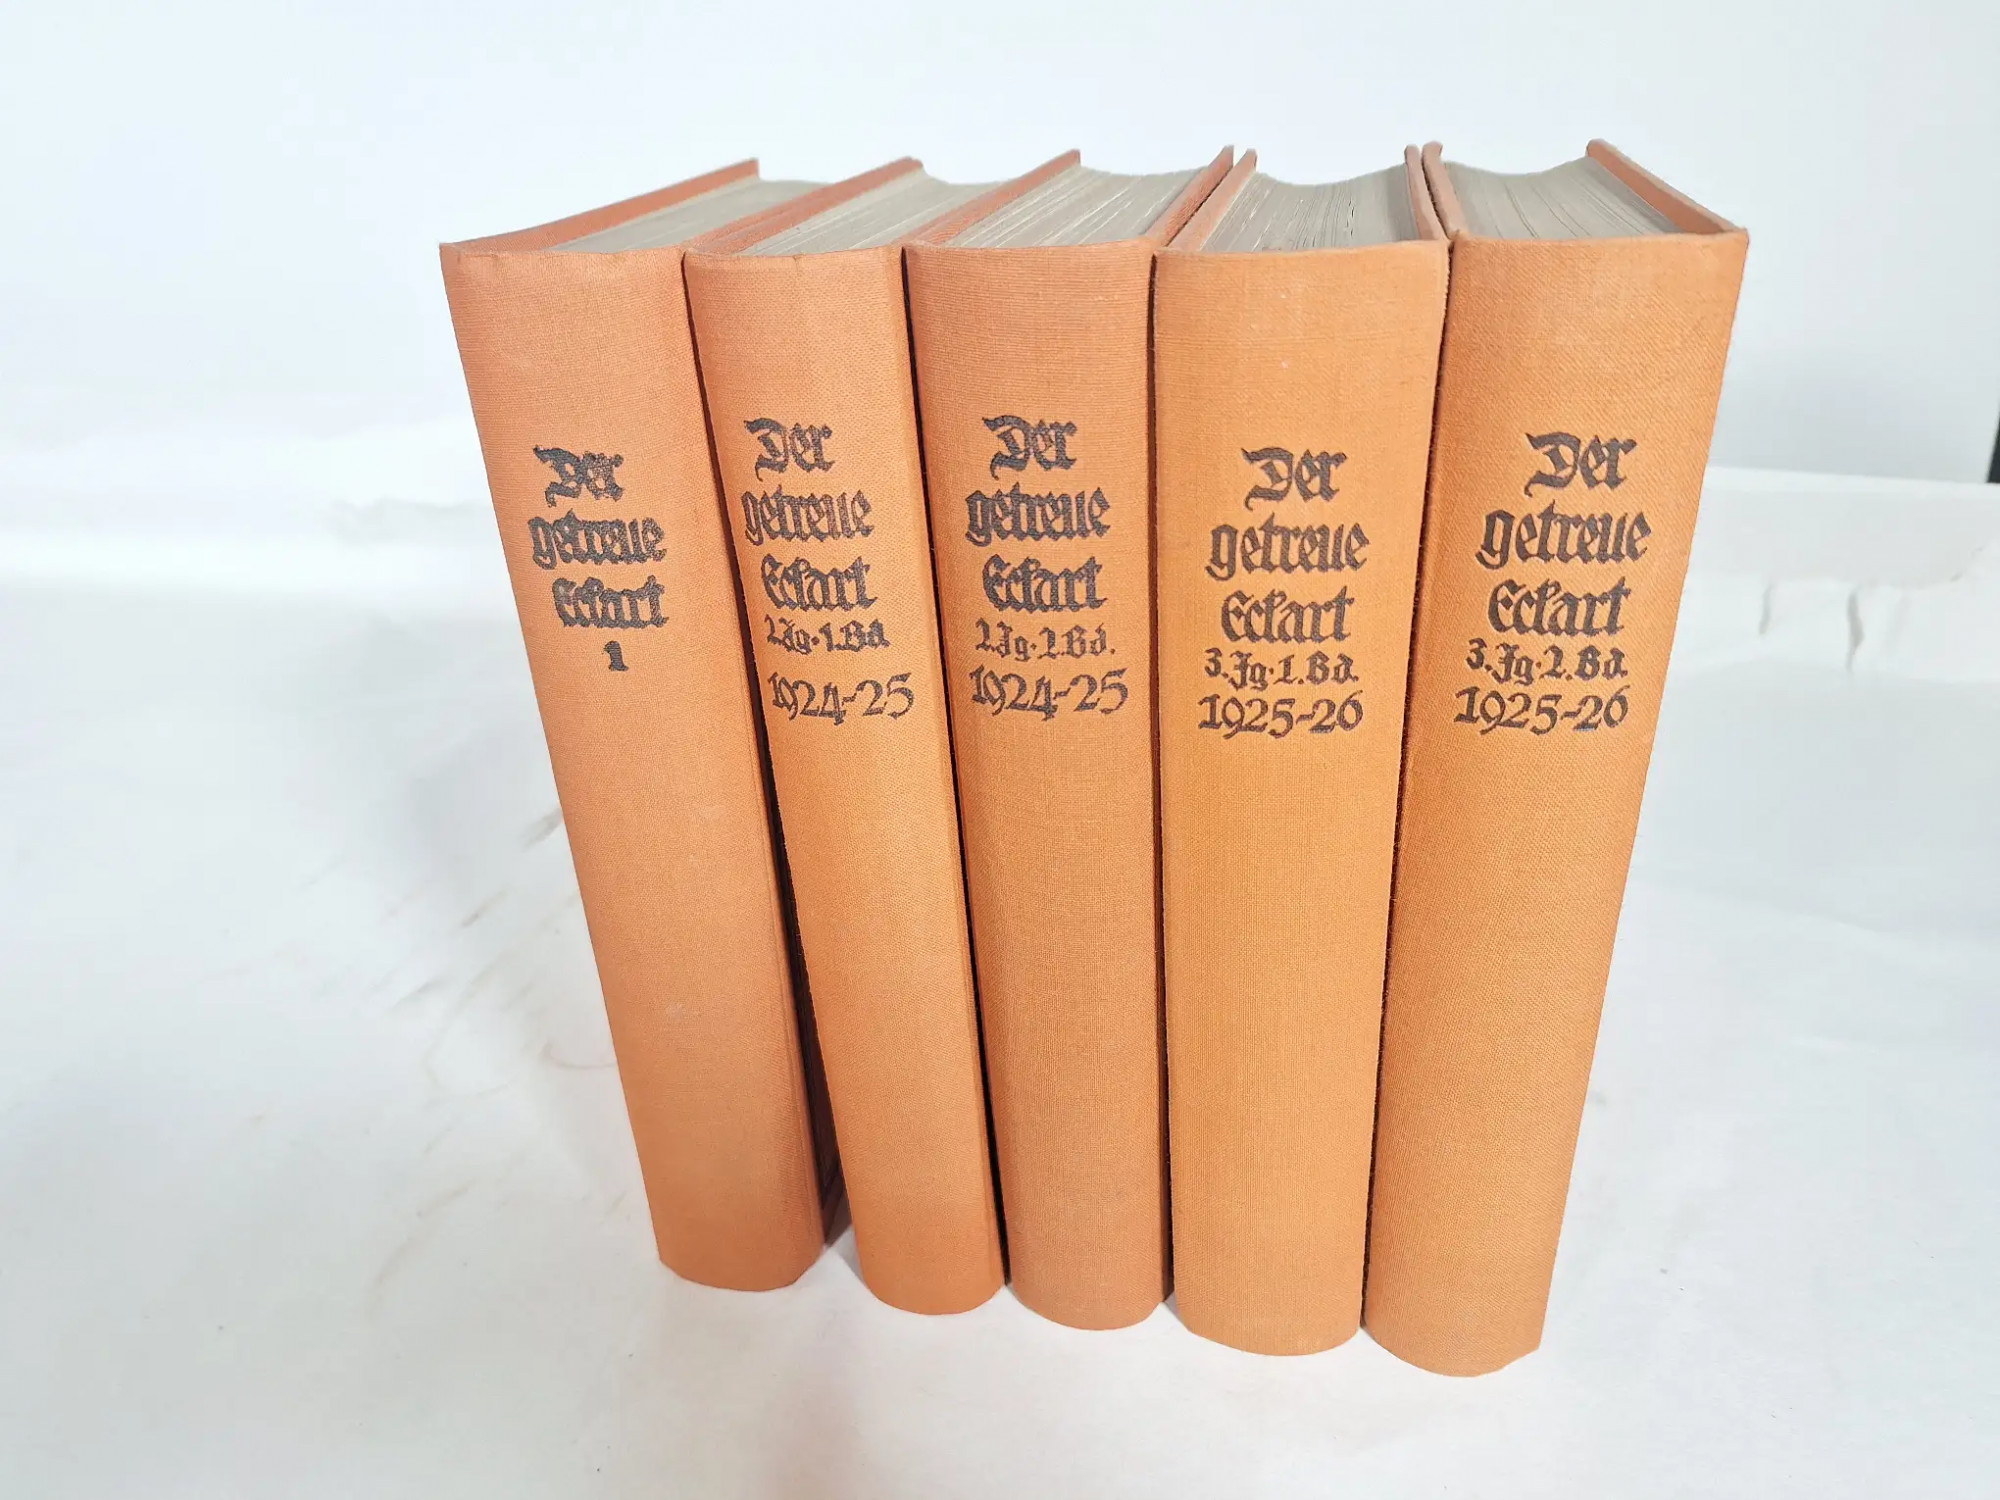 Der
getreue
Eckart
1
Der
getreue
Eckart
2.Jg.1.Bd.
1924-25
Der
getreue
Eckart
2.Jg.2.Bd.
1924-25
Der
getreue
Eckart
3.Jg.1.Bd.
1925-26
Der
getreue
Eckart
3.Jg.2.Bd.
1925-26